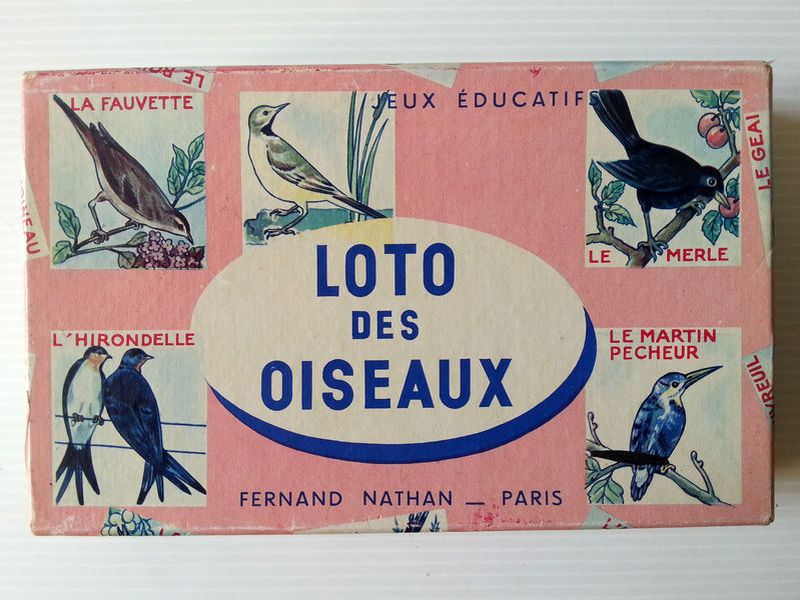 JEUX ÉDUCATIFS
LA FAUVETTE
LE MERLE
LE GEAI
LOTO
DES
OISEAUX
L'HIRONDELLE
LE MARTIN
PECHEUR
FERNAND NATHAN — PARIS